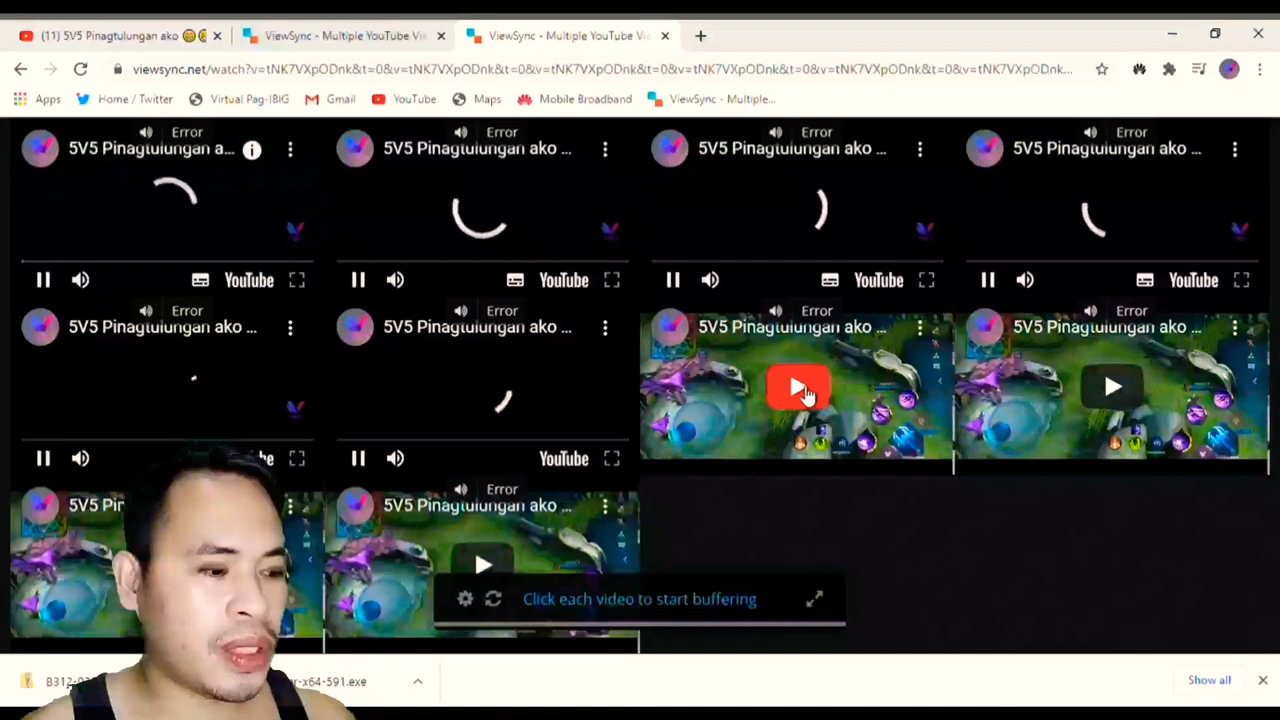 (11) 5V5 Pinagtulungan ako
ViewSync - Multiple YouTube Vi
ViewSync - Multiple YouTube Vi
viewsync.net/watch?v=tNK7VXpODnk&t=0&v=tNK7VXpODnk&t=0&v=tNK7VXpODnk&t=0&v=tNK7VXpODnk&t=0&v=tNK7VXpODnk&t=0&v=tNK7VXpODn...
Apps Home / Twitter Virtual Pag-IBIG Gmail YouTube Maps Mobile Broadband ViewSync - Multiple...
Error Error Error Error
5V5 Pinagtulungan a... 5V5 Pinagtulungan ako ... 5V5 Pinagtulungan ako ... 5V5 Pinagtulungan ako ...
YouTube YouTube YouTube YouTube
Error Error Error Error
5V5 Pinagtulungan ako ... 5V5 Pinagtulungan ako ... 5V5 Pinagtulungan ako ... 5V5 Pinagtulungan ako ...
YouTube
Error
5V5 Pin 5V5 Pinagtulungan ako ...
Click each video to start buffering
r-x64-591.exe
Show all